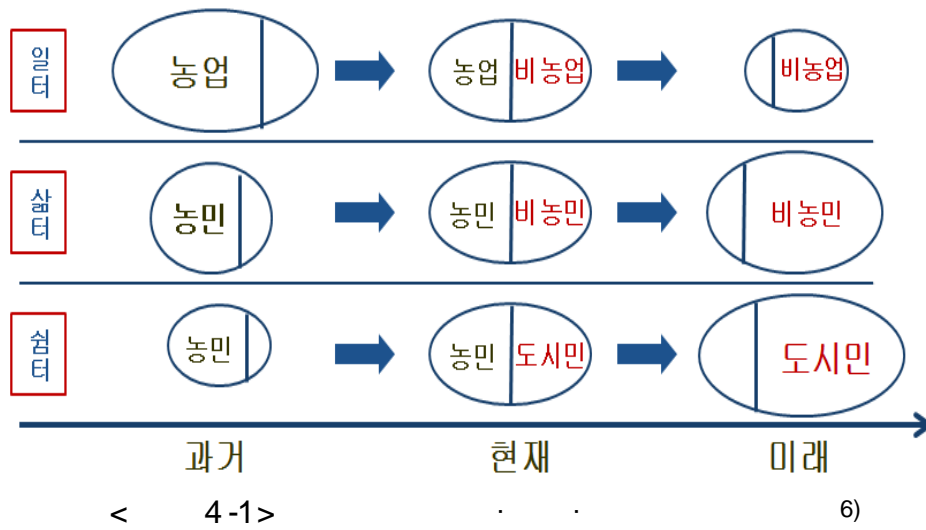 일터 농업 농업 비농업 비농업
삶터 농민 농민 비농민 비농민
쉼터 농민 농민 도시민 도시민
과거 현재 미래
< 4-1> · · 6)